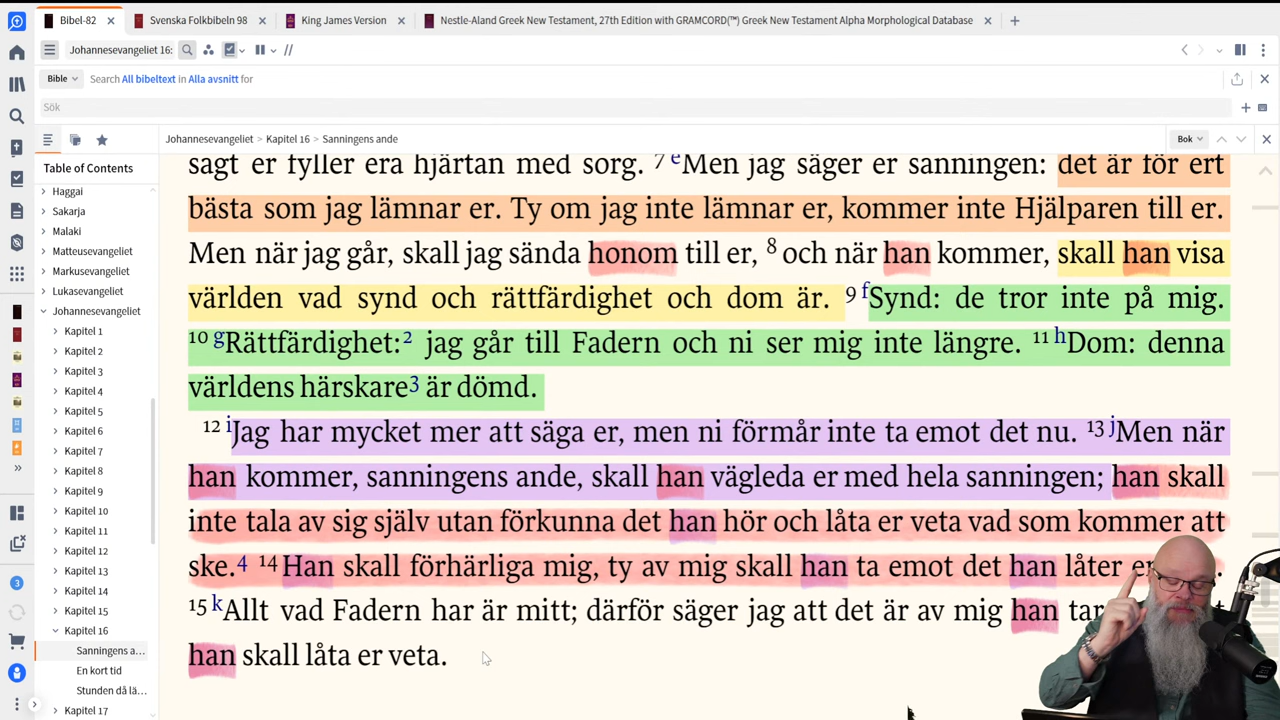 Bibel-82
Svenska Folkbibeln 98
King James Version
Nestle-Aland Greek New Testament, 27th Edition with GRAMCORD(™) Greek New Testament Alpha Morphological Database
Johannesevangeliet 16:
//
Bible
Search All bibeltext in Alla avsnitt for
Sök
Johannesevangeliet > Kapitel 16 > Sanningens ande
Bok
Table of Contents
Haggai
Sakarja
Malaki
Matteusevangeliet
Markusevangeliet
Lukasevangeliet
Johannesevangeliet
Kapitel 1
Kapitel 2
Kapitel 3
Kapitel 4
Kapitel 5
Kapitel 6
Kapitel 7
Kapitel 8
Kapitel 9
Kapitel 10
Kapitel 11
Kapitel 12
Kapitel 13
Kapitel 14
Kapitel 15
Kapitel 16
Sanningens a...
En kort tid
Stunden då lä...
Kapitel 17
3
sagt er fyller era hjärtan med sorg. 7 e Men jag säger er sanningen: det är för ert
bästa som jag lämnar er. Ty om jag inte lämnar er, kommer inte Hjälparen till er.
Men när jag går, skall jag sända honom till er, 8 och när han kommer, skall han visa
världen vad synd och rättfärdighet och dom är. 9 f Synd: de tror inte på mig.
10 g Rättfärdighet:2 jag går till Fadern och ni ser mig inte längre. 11 h Dom: denna
världens härskare3 är dömd.
12 i Jag har mycket mer att säga er, men ni förmår inte ta emot det nu. 13 j Men när
han kommer, sanningens ande, skall han vägleda er med hela sanningen; han skall
inte tala av sig själv utan förkunna det han hör och låta er veta vad som kommer att
ske.4 14 Han skall förhärliga mig, ty av mig skall han ta emot det han låter
15 k Allt vad Fadern har är mitt; därför säger jag att det är av mig han
han skall låta er veta.